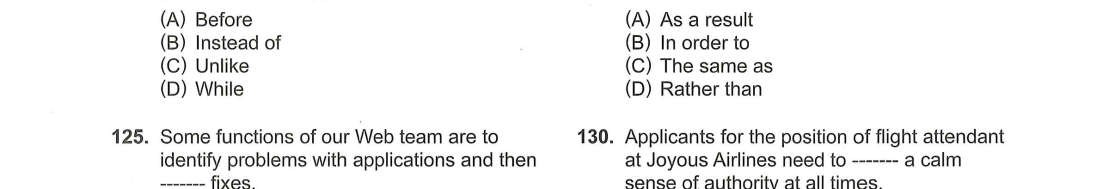 (A) Before
(B) Instead of
(C) Unlike
(D) While
125. Some functions of our Web team are to
identify problems with applications and then
------- fixes.
(A) As a result
(B) In order to
(C) The same as
(D) Rather than
130. Applicants for the position of flight attendant
at Joyous Airlines need to ------- a calm
sense of authority at all times.